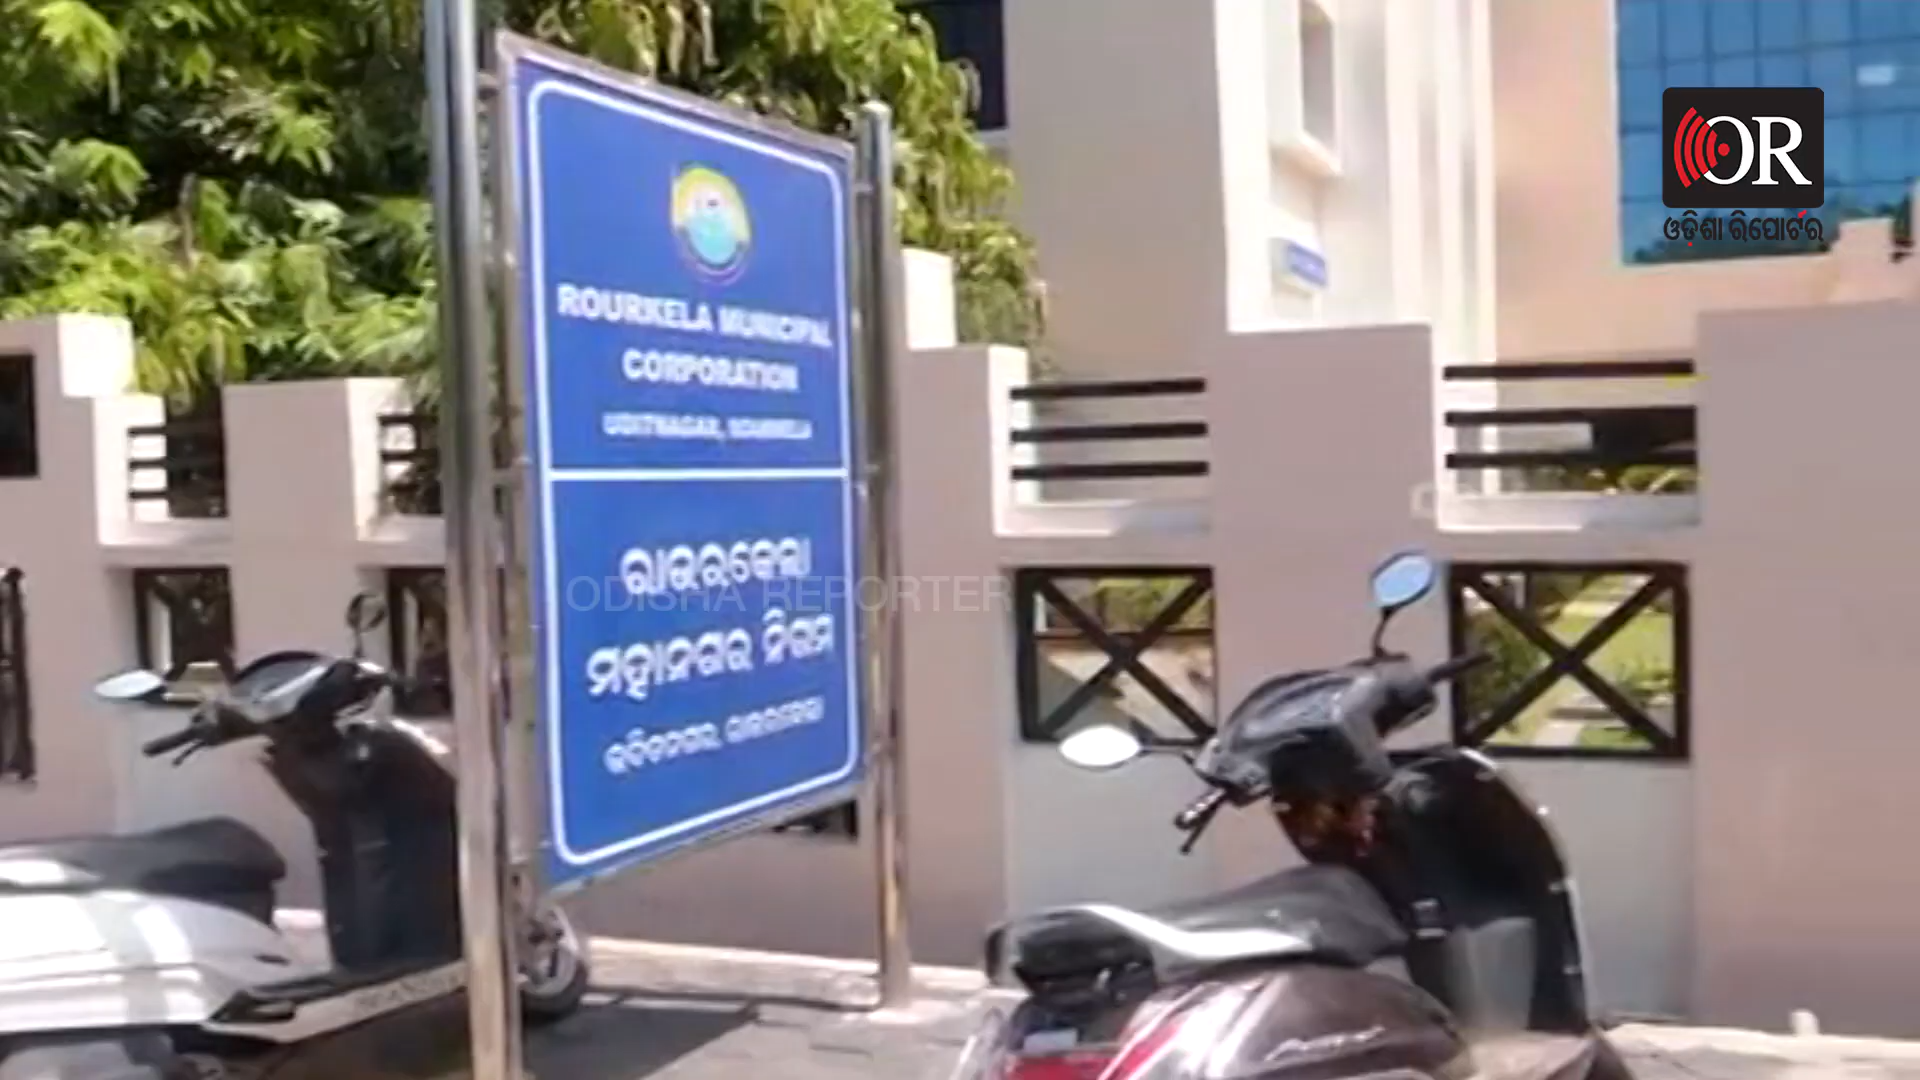 OR
ଓଡ଼ିଶା ରିପୋର୍ଟର
ROURKELA MUNICIPAL
CORPORATION
UDITNAGAR, ROURKELA
ରାଉରକେଲା
ODISHA REPORTER
ମହାନଗର ନିଗମ
ଉଦିତନଗର, ରାଉରକେଲା